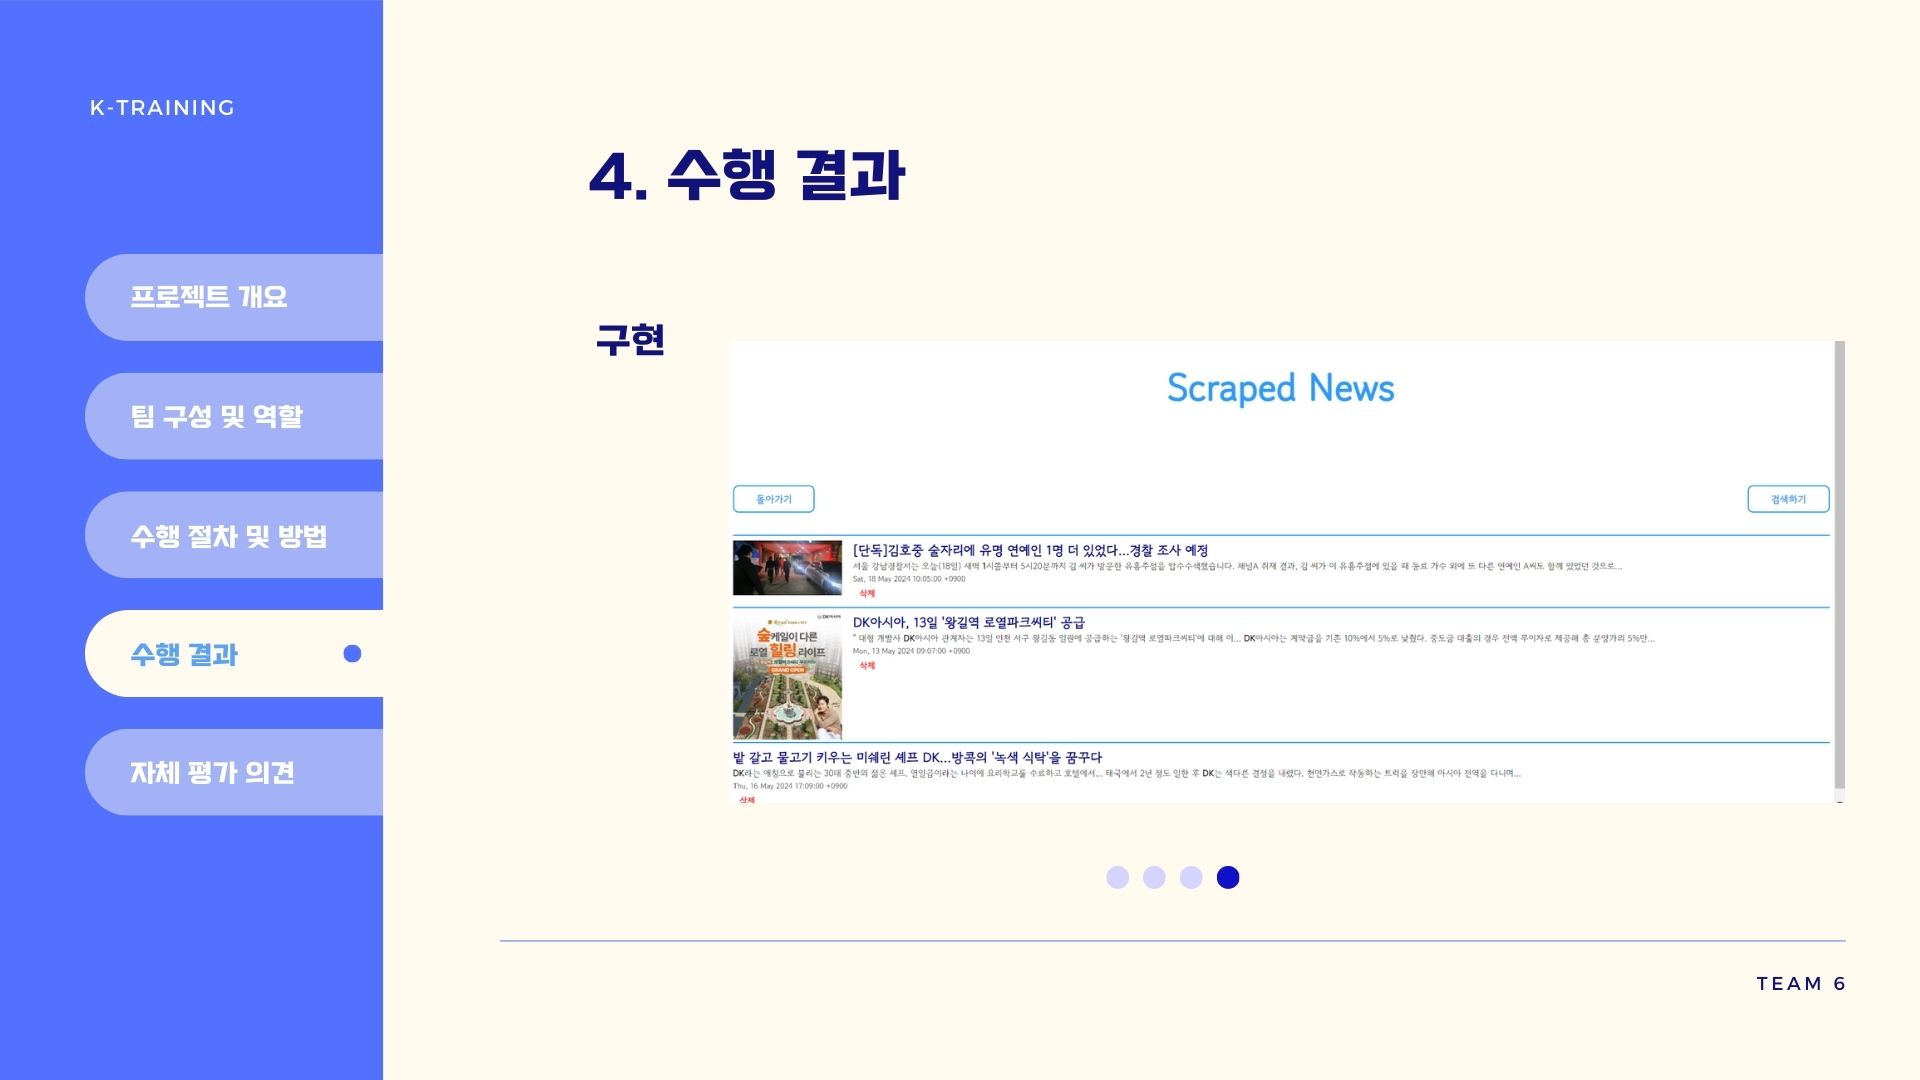 K-TRAINING
프로젝트 개요
팀 구성 및 역할
수행 절차 및 방법
수행 결과
자체 평가 의견
4. 수행 결과
구현
Scraped News
돌아가기
검색하기
[단독]김호중 술자리에 유명 연예인 1명 더 있었다...경찰 조사 예정
서울 강남경찰서는 오늘(18일) 새벽 1시쯤부터 5시20분까지 김 씨가 방문한 유흥주점을 압수수색했습니다. 채널A 취재 결과, 김 씨가 이 유흥주점에 있을 때 동료 가수 외에 또 다른 연예인 A씨도 함께 있었던 것으로...
Sat, 18 May 2024 10:05:00 +0900
삭제
DK아시아
Royal PARK CITY
숲케일이 다른
로열 힐링 라이프
GRAND OPEN
DK아시아, 13일 '왕길역 로열파크씨티' 공급
" 대형 개발사 DK아시아 관계자는 13일 인천 서구 왕길동 일원에 공급하는 '왕길역 로열파크씨티'에 대해 이... DK아시아는 계약금을 기존 10%에서 5%로 낮췄다. 중도금 대출의 경우 전액 무이자로 제공해 총 분양가의 5%만...
Mon, 13 May 2024 09:07:00 +0900
삭제
밭 갈고 물고기 키우는 미쉐린 셰프 DK...방콕의 '녹색 식탁'을 꿈꾸다
DK라는 애칭으로 불리는 30대 중반의 젊은 셰프. 열일곱이라는 나이에 요리학교를 수료하고 호텔에서... 태국에서 2년 정도 일한 후 DK는 색다른 결정을 내렸다. 천연가스로 작동하는 트럭을 장만해 아시아 전역을 다니며...
Thu, 16 May 2024 17:09:00 +0900
삭제
TEAM 6